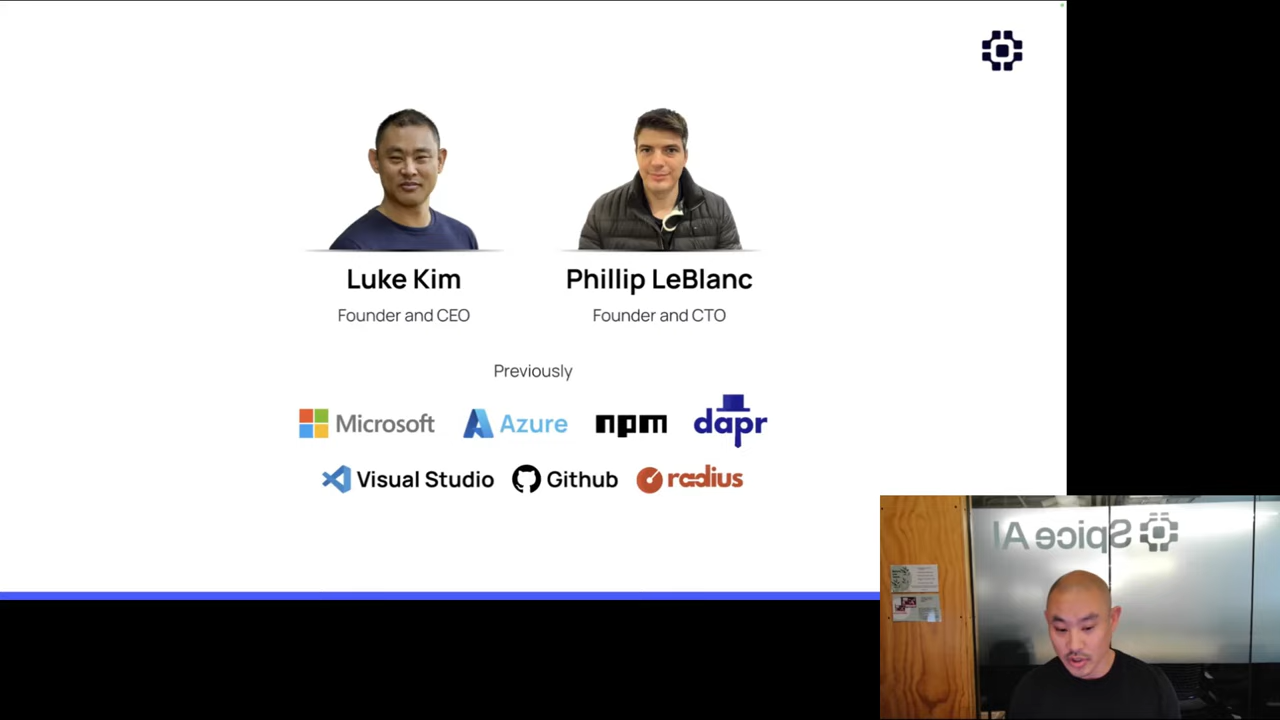 Luke Kim
Phillip LeBlanc
Founder and CEO
Founder and CTO
Previously
Microsoft
Azure
npm
dapr
Visual Studio
Github
radius
Spice AI